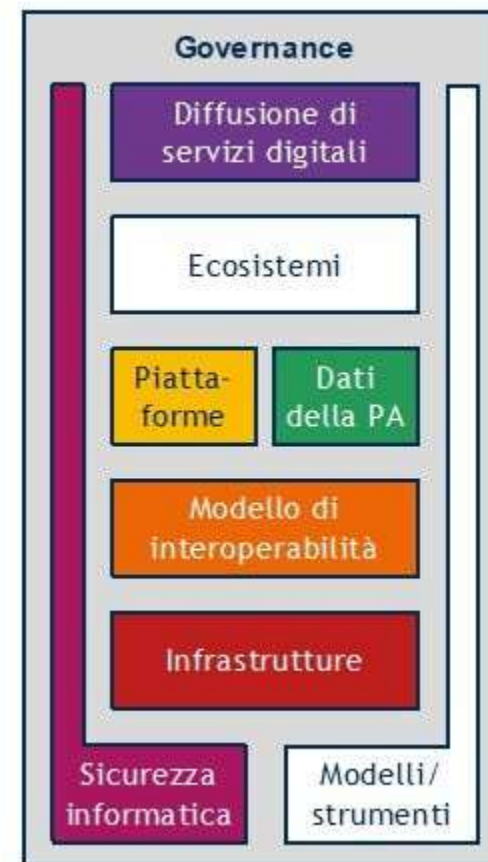 Governance
Diffusione di
servizi digitali
Ecosistemi
Piatta-
forme
Dati
della PA
Modello di
interoperabilità
Infrastrutture
Sicurezza
informatica
Modelli/
strumenti